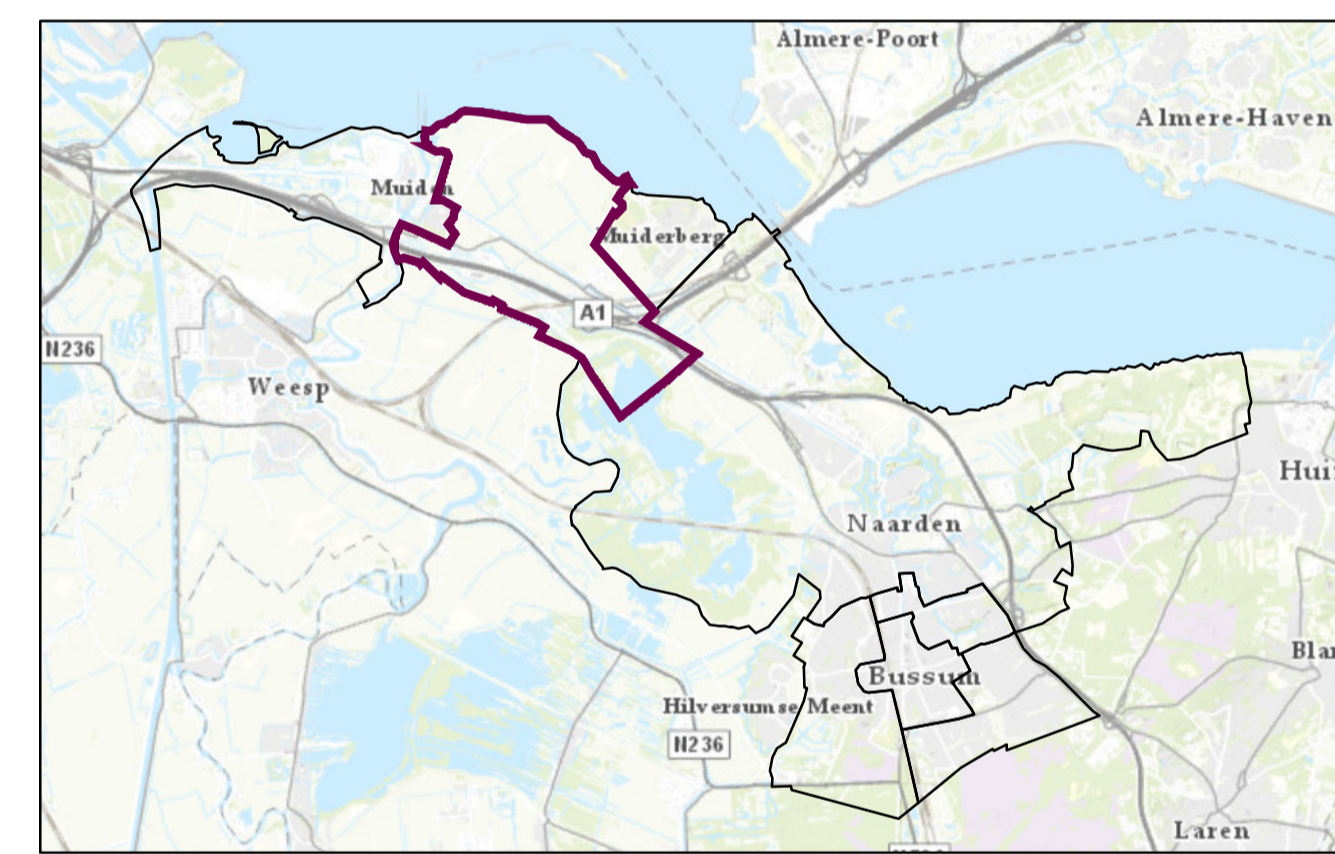 Almere-Poort
Almere-Haven
Muiden
Muiderberg
A1
N236
Weesp
Naarden
Bussum
Hilversumse Meent
N236
Laren